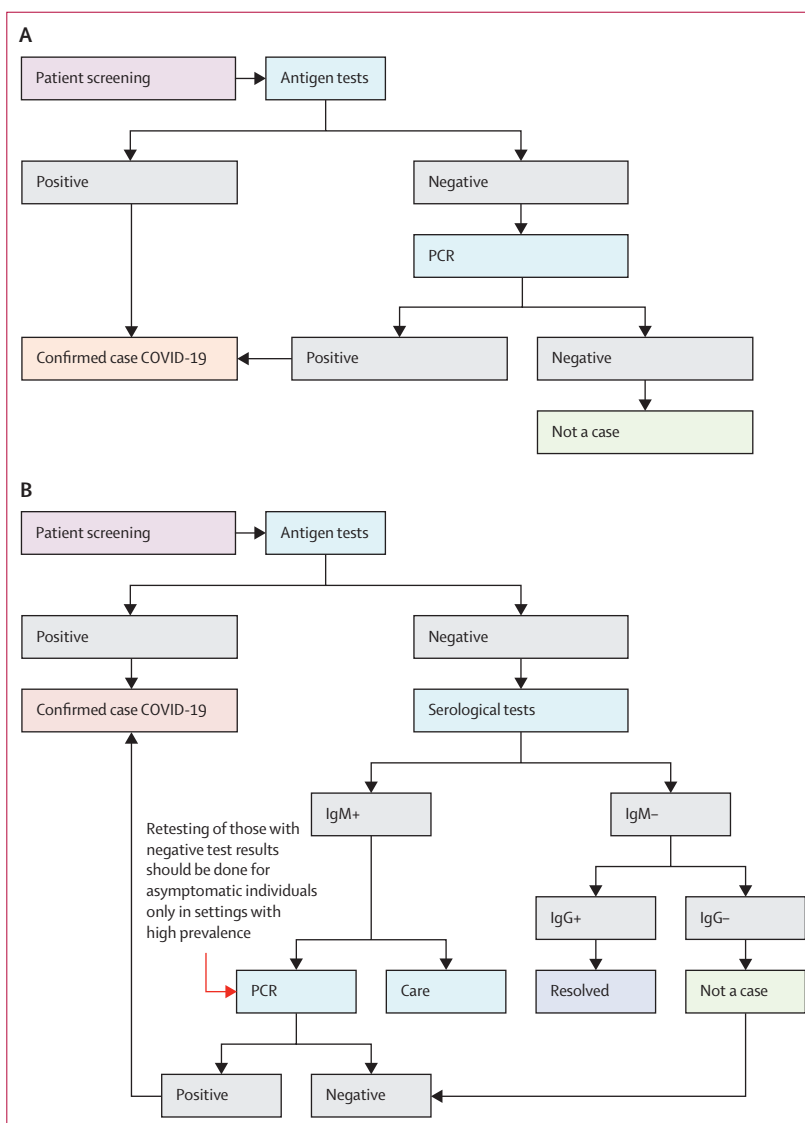 A
Patient screening
Antigen tests
Positive
Negative
PCR
Confirmed case COVID-19
Positive
Negative
Not a case
B
Patient screening
Antigen tests
Positive
Negative
Confirmed case COVID-19
Serological tests
IgM+
IgM–
Retesting of those with
negative test results
should be done for
asymptomatic individuals
only in settings with
high prevalence
IgG+
IgG–
PCR
Care
Resolved
Not a case
Positive
Negative